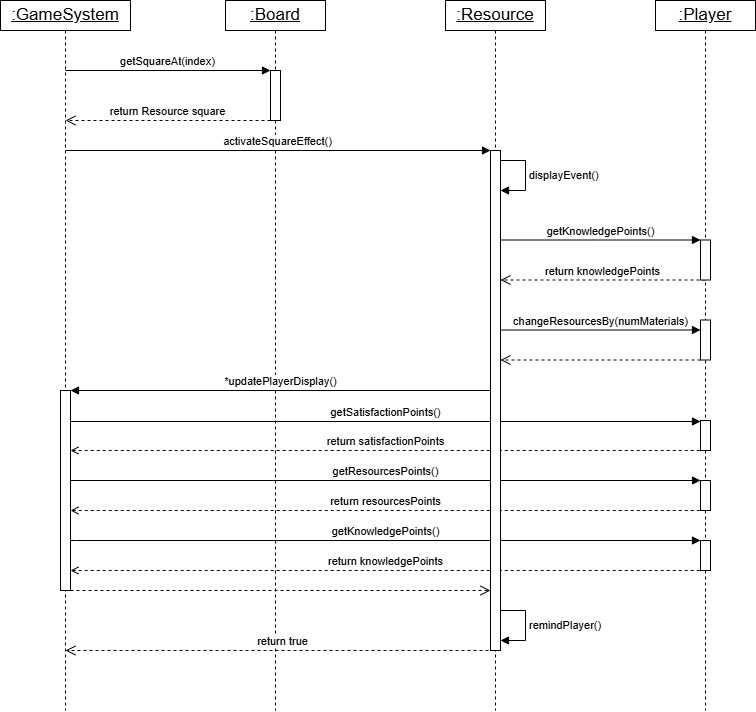 :GameSystem
:Board
:Resource
:Player
getSquareAt(index)
return Resource square
activateSquareEffect()
displayEvent()
getKnowledgePoints()
return knowledgePoints
changeResourcesBy(numMaterials)
*updatePlayerDisplay()
getSatisfactionPoints()
return satisfactionPoints
getResourcesPoints()
return resourcesPoints
getKnowledgePoints()
return knowledgePoints
remindPlayer()
return true